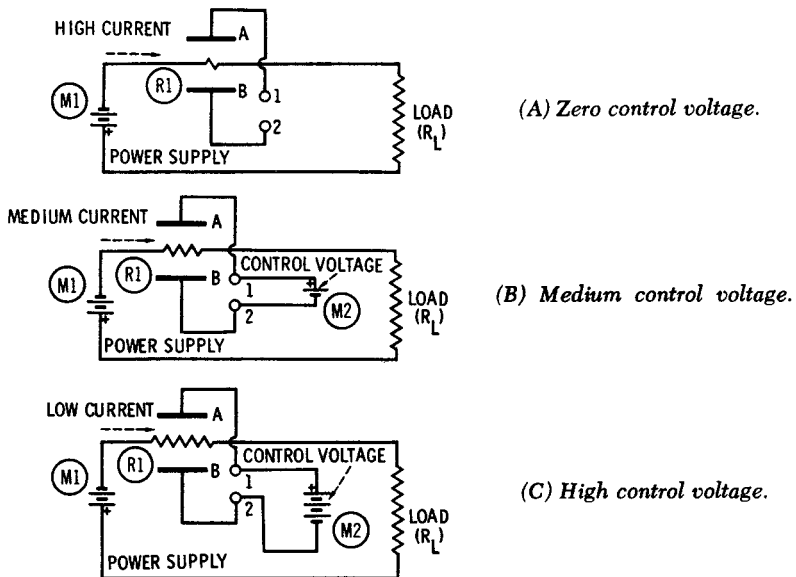 HIGH CURRENT
A
M1
R1
B
1
2
+
POWER SUPPLY
LOAD
(RL)
(A) Zero control voltage.
MEDIUM CURRENT
A
M1
R1
B
CONTROL VOLTAGE
1
+
2
M2
+
POWER SUPPLY
LOAD
(RL)
(B) Medium control voltage.
LOW CURRENT
A
M1
R1
B
CONTROL VOLTAGE
1
+
2
M2
+
POWER SUPPLY
LOAD
(RL)
(C) High control voltage.